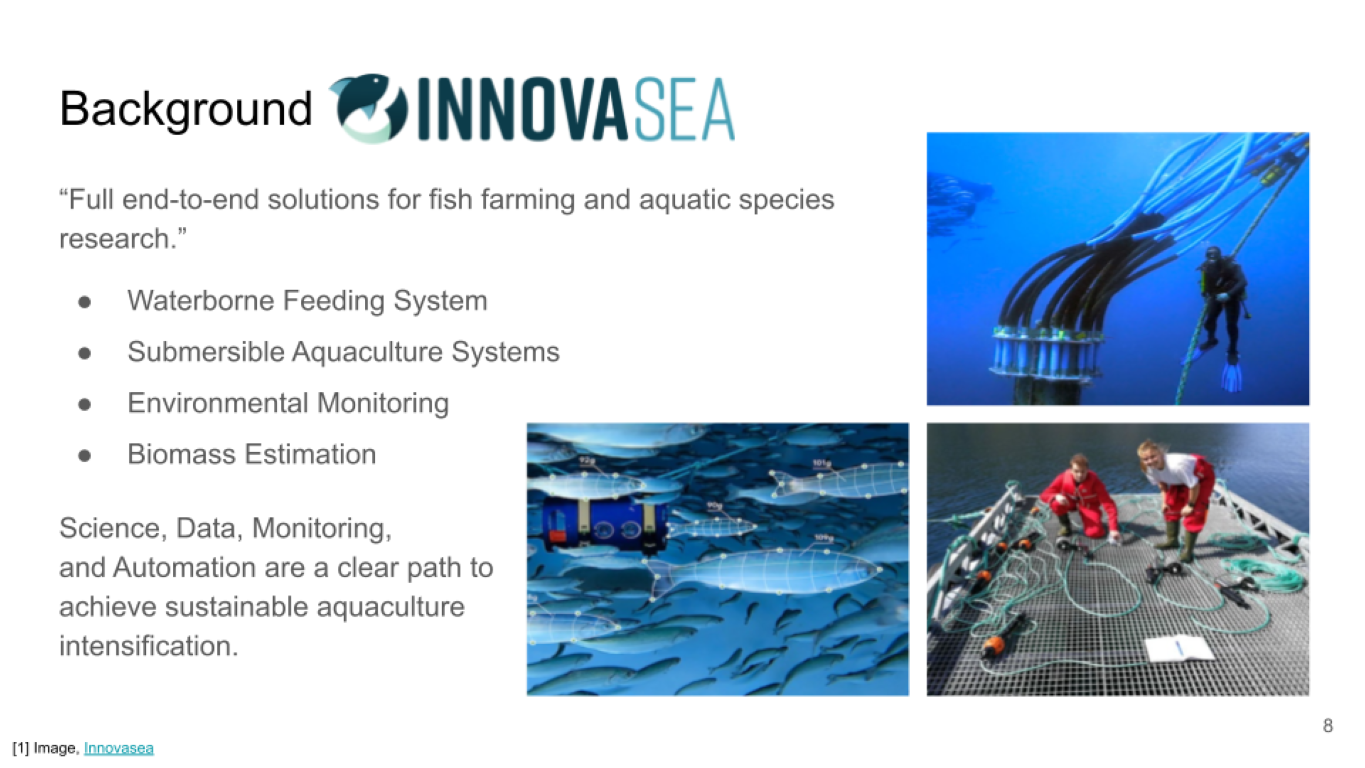 Background INNOVASEA
“Full end-to-end solutions for fish farming and aquatic species
research.”
● Waterborne Feeding System
● Submersible Aquaculture Systems
● Environmental Monitoring
● Biomass Estimation
92g
101g
90g
109g
Science, Data, Monitoring,
and Automation are a clear path to
achieve sustainable aquaculture
intensification.
8
[1] Image, Innovasea